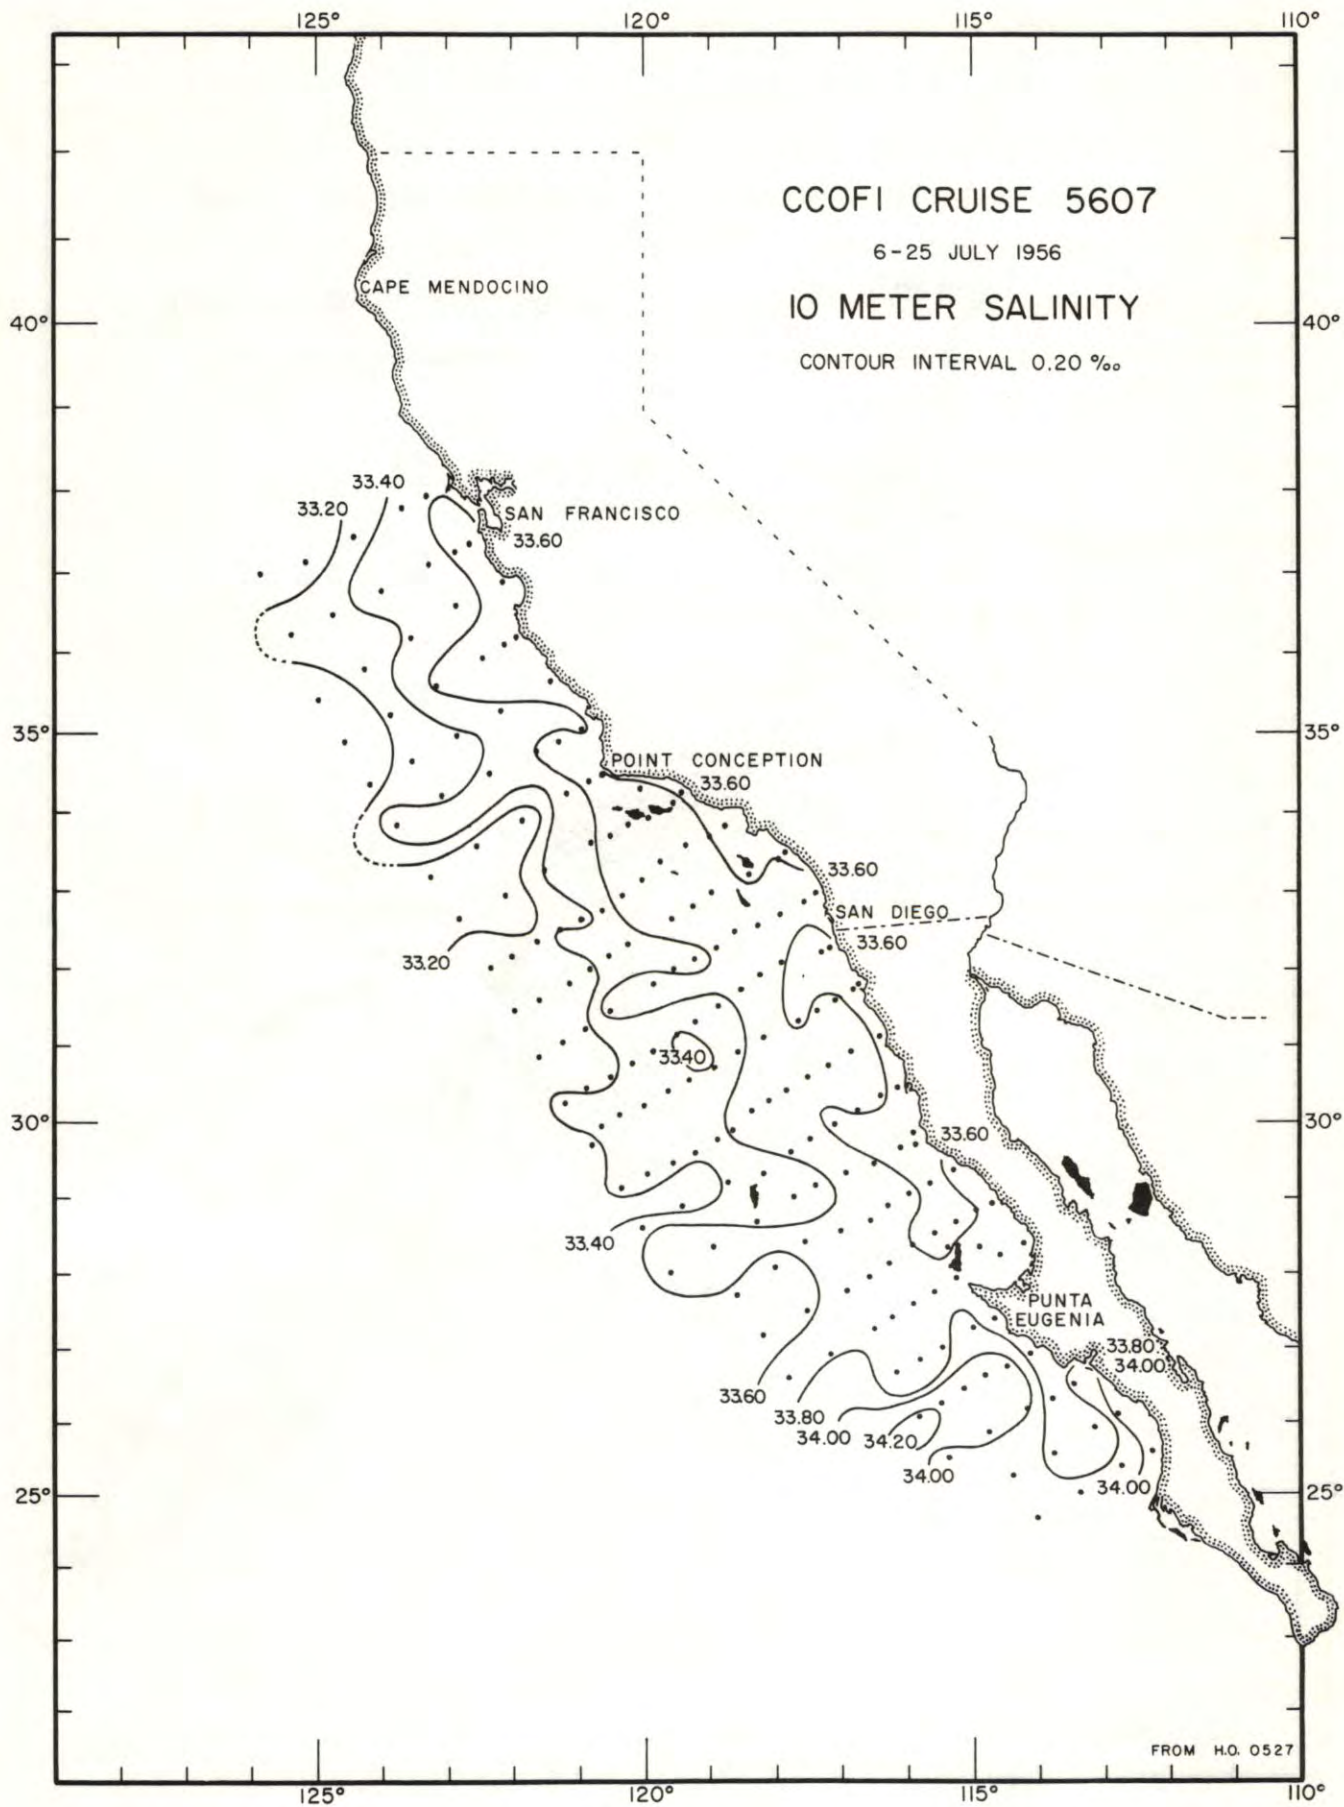 125° 120° 115° 110°
CCOFI CRUISE 5607
6-25 JULY 1956
10 METER SALINITY
CONTOUR INTERVAL 0.20 ‰
CAPE MENDOCINO
40° 40°
33.40
33.20
SAN FRANCISCO
33.60
35° 35°
POINT CONCEPTION
33.60
33.60
SAN DIEGO
33.60
33.20
33.40
30° 30°
33.60
33.40
PUNTA
EUGENIA
33.80
34.00
33.60
33.80
34.00 34.20
34.00 34.00
25° 25°
FROM H.O. 0527
125° 120° 115° 110°